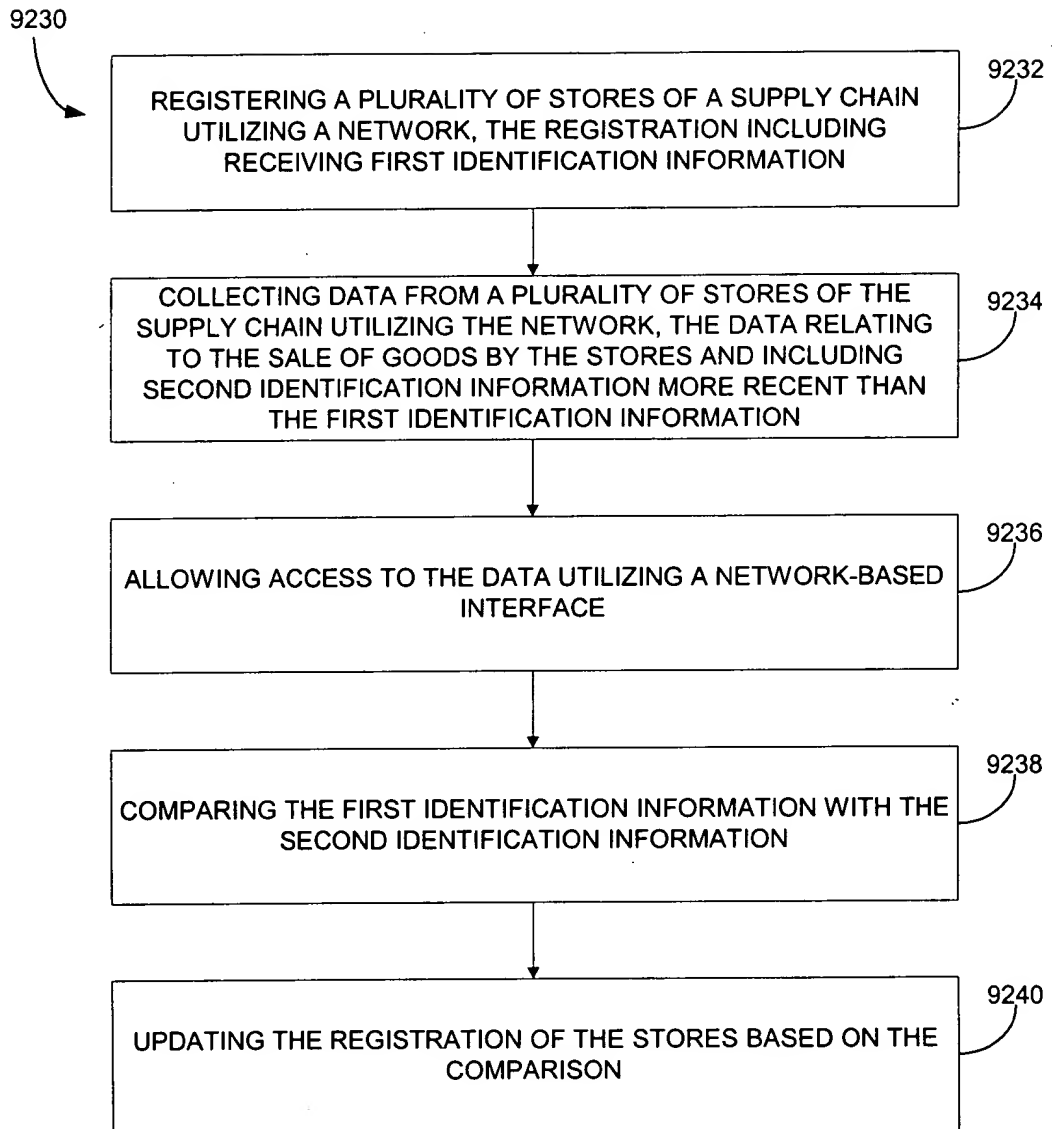 9230
9232
REGISTERING A PLURALITY OF STORES OF A SUPPLY CHAIN
UTILIZING A NETWORK, THE REGISTRATION INCLUDING
RECEIVING FIRST IDENTIFICATION INFORMATION
9234
COLLECTING DATA FROM A PLURALITY OF STORES OF THE
SUPPLY CHAIN UTILIZING THE NETWORK, THE DATA RELATING
TO THE SALE OF GOODS BY THE STORES AND INCLUDING
SECOND IDENTIFICATION INFORMATION MORE RECENT THAN
THE FIRST IDENTIFICATION INFORMATION
9236
ALLOWING ACCESS TO THE DATA UTILIZING A NETWORK-BASED
INTERFACE
9238
COMPARING THE FIRST IDENTIFICATION INFORMATION WITH THE
SECOND IDENTIFICATION INFORMATION
9240
UPDATING THE REGISTRATION OF THE STORES BASED ON THE
COMPARISON